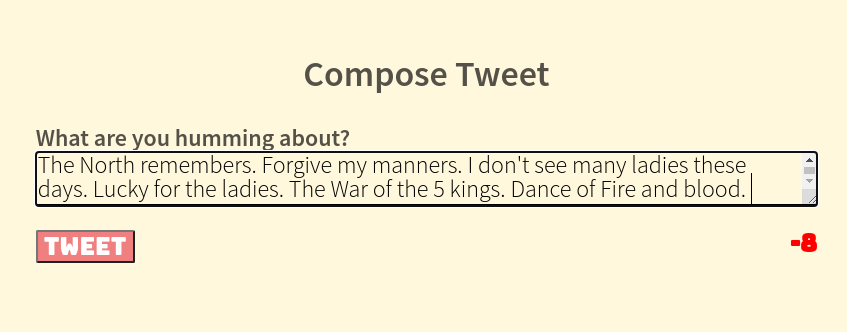 Compose Tweet
What are you humming about?
The North remembers. Forgive my manners. I don't see many ladies these
days. Lucky for the ladies. The War of the 5 kings. Dance of Fire and blood.
TWEET
-8